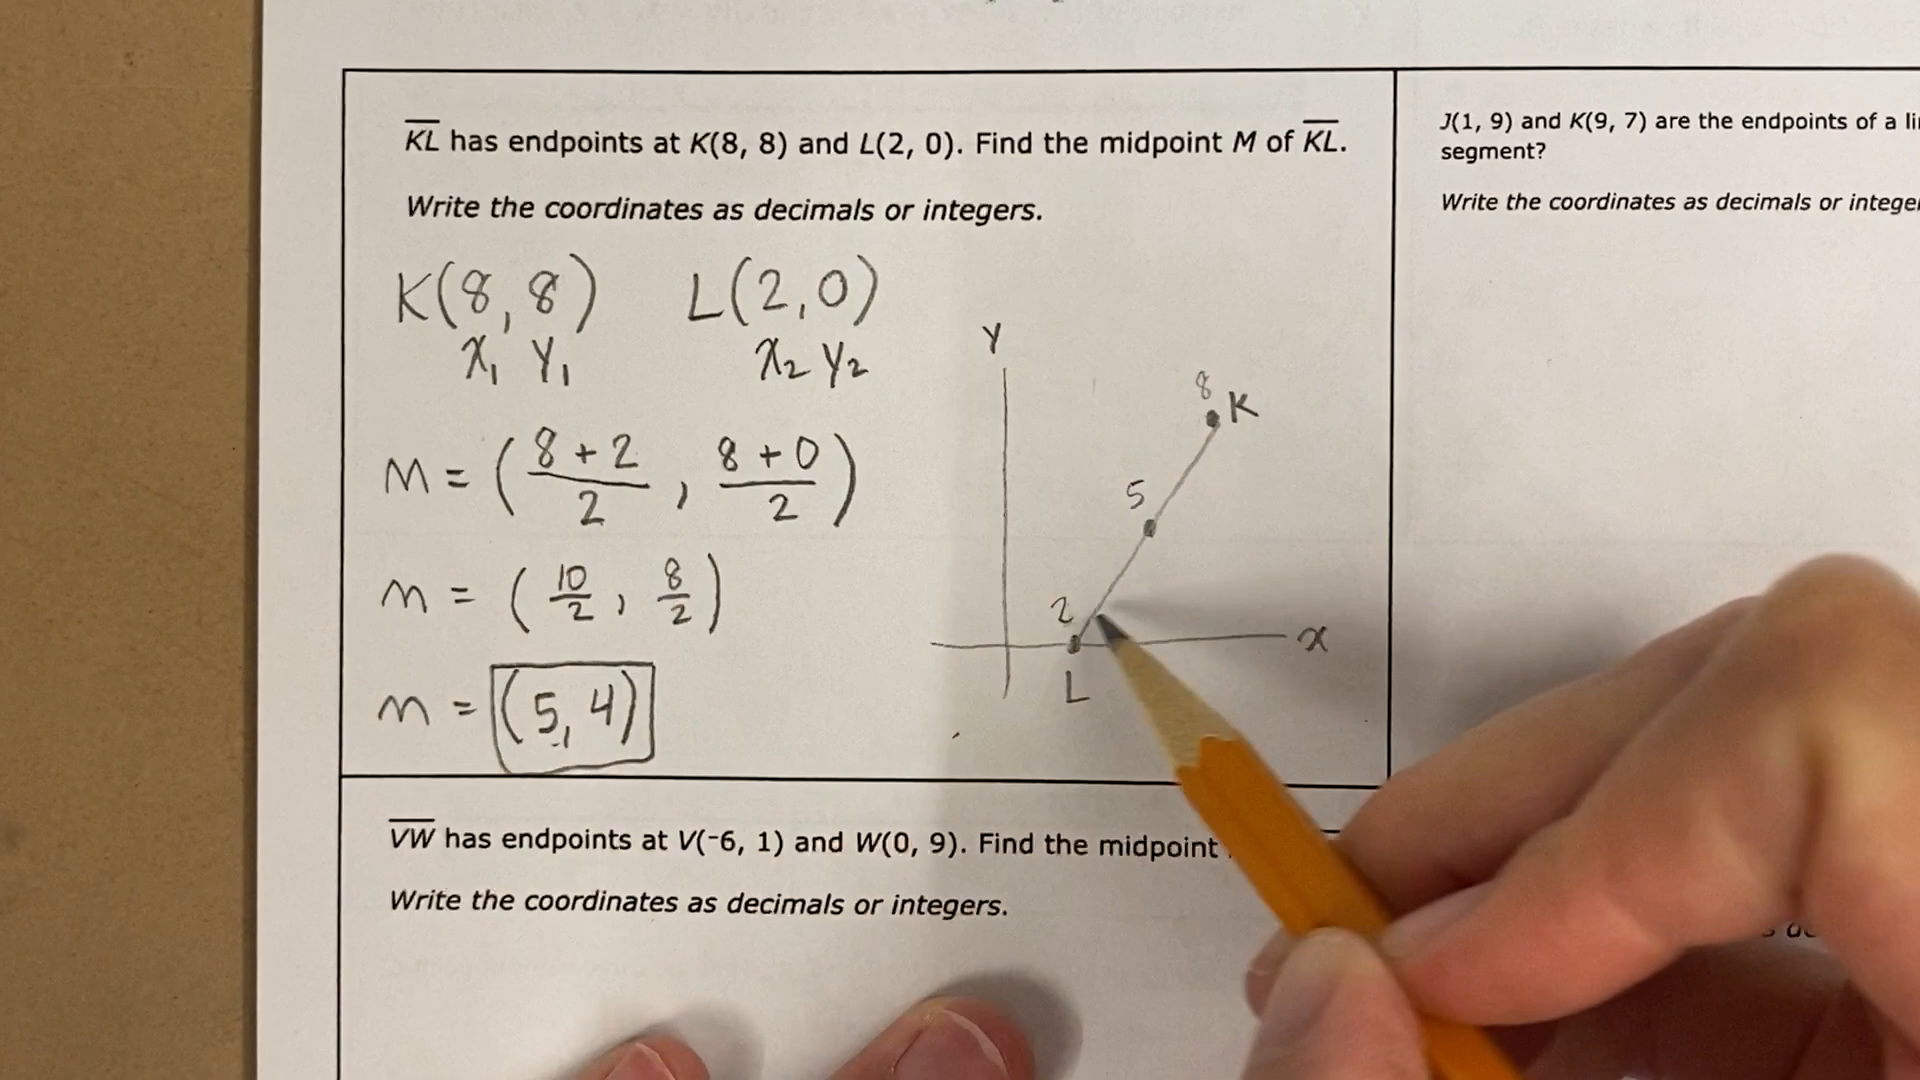 KL has endpoints at K(8, 8) and L(2, 0). Find the midpoint M of KL.
Write the coordinates as decimals or integers.
K(8,8) L(2,0)
x₁ y₁ x₂ y₂
M = (8+2/2, 8+0/2)
m = (10/2, 8/2)
m = (5,4)
Y
8
K
5
2
x
L
J(1, 9) and K(9, 7) are the endpoints of a
segment?
Write the coordinates as decimals or
VW has endpoints at V(-6, 1) and W(0, 9). Find the midpoint
Write the coordinates as decimals or integers.